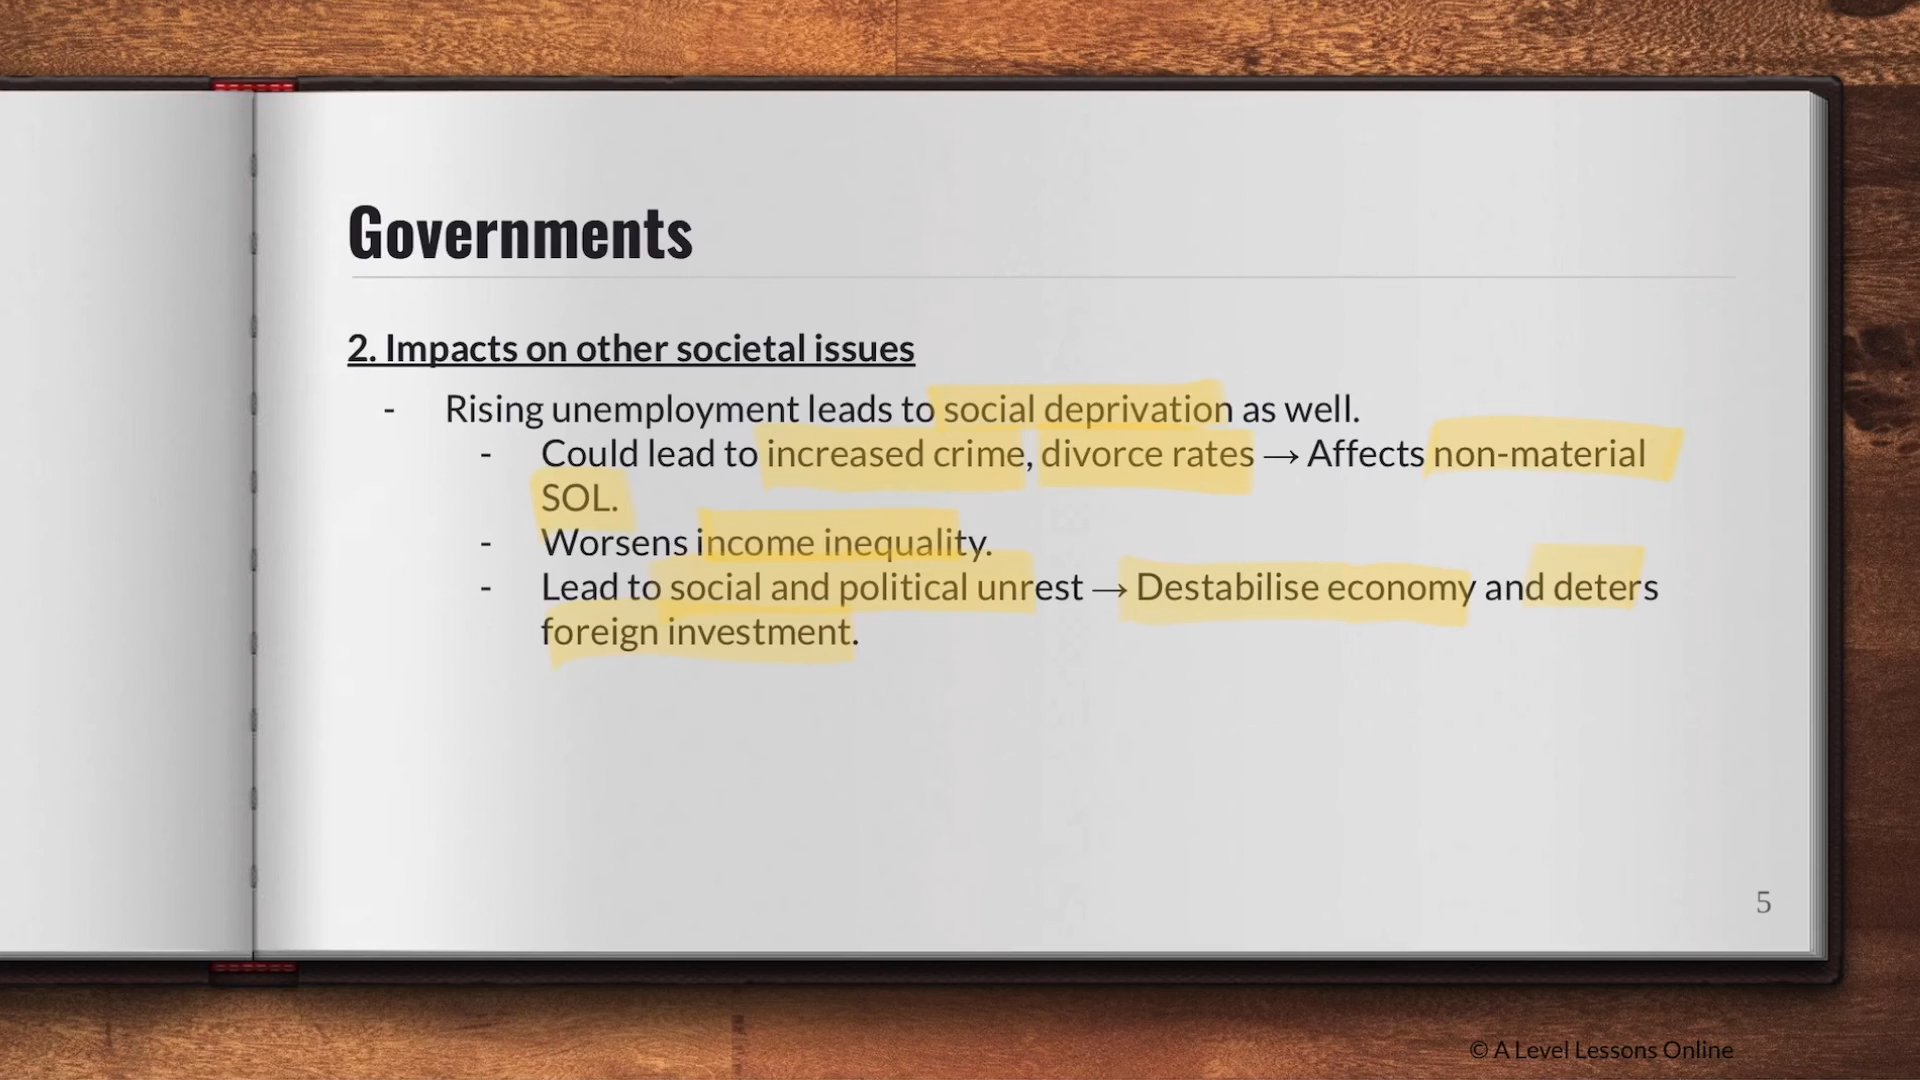 Governments
2. Impacts on other societal issues
- Rising unemployment leads to social deprivation as well.
- Could lead to increased crime, divorce rates → Affects non-material
SOL.
- Worsens income inequality.
- Lead to social and political unrest → Destabilise economy and deters
foreign investment.
5
© A Level Lessons Online